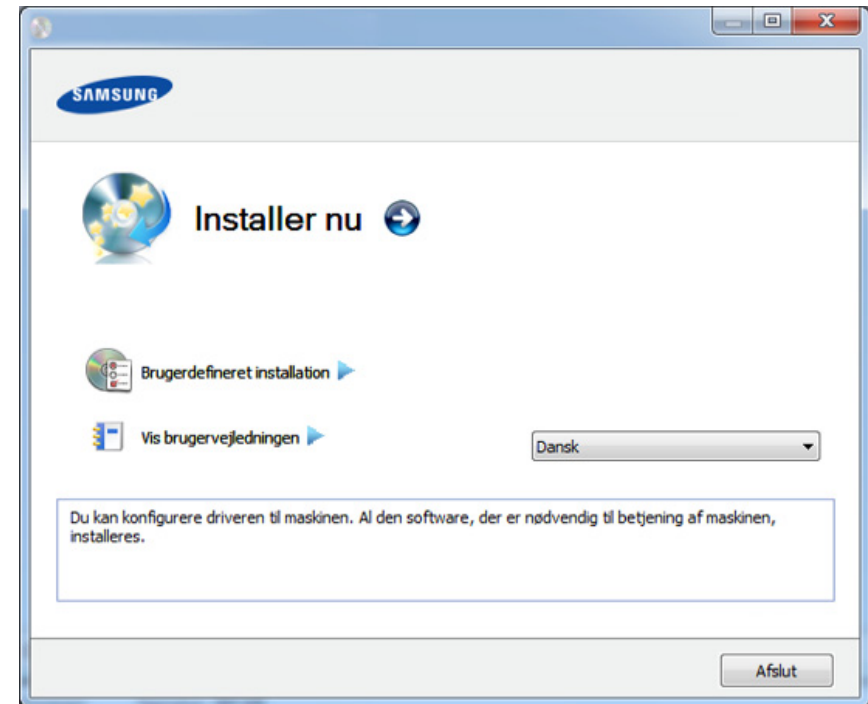 SAMSUNG
Installer nu
Brugerdefineret installation
Vis brugervejledningen
Dansk
Du kan konfigurere driveren til maskinen. Al den software, der er nødvendig til betjening af maskinen,
installeres.
Afslut